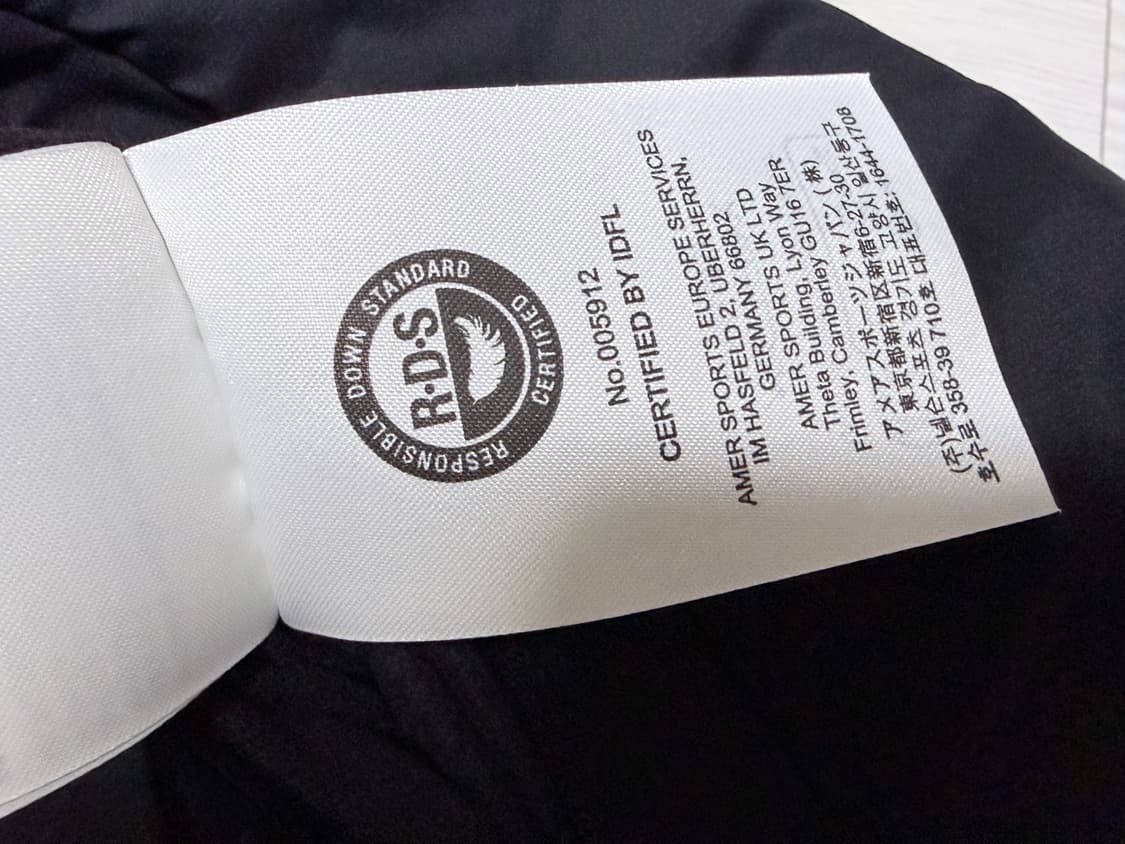 RESPONSIBLE DOWN STANDARD
R·D·S
CERTIFIED
No.005912
CERTIFIED BY IDFL
AMER SPORTS EUROPE SERVICES,
IM HASFELD 2, UBERHERRN,
GERMANY 66802
AMER SPORTS UK LTD
Theta Building, Lyon Way
Frimley, Camberley GU16 7ER
アメアスポーツジャパン(株)
東京都新宿区新宿6-27-30
(주)넬슨스포츠 경기도 고양시 일산동구
호수로 358-39 710호 대표번호: 1644-1708